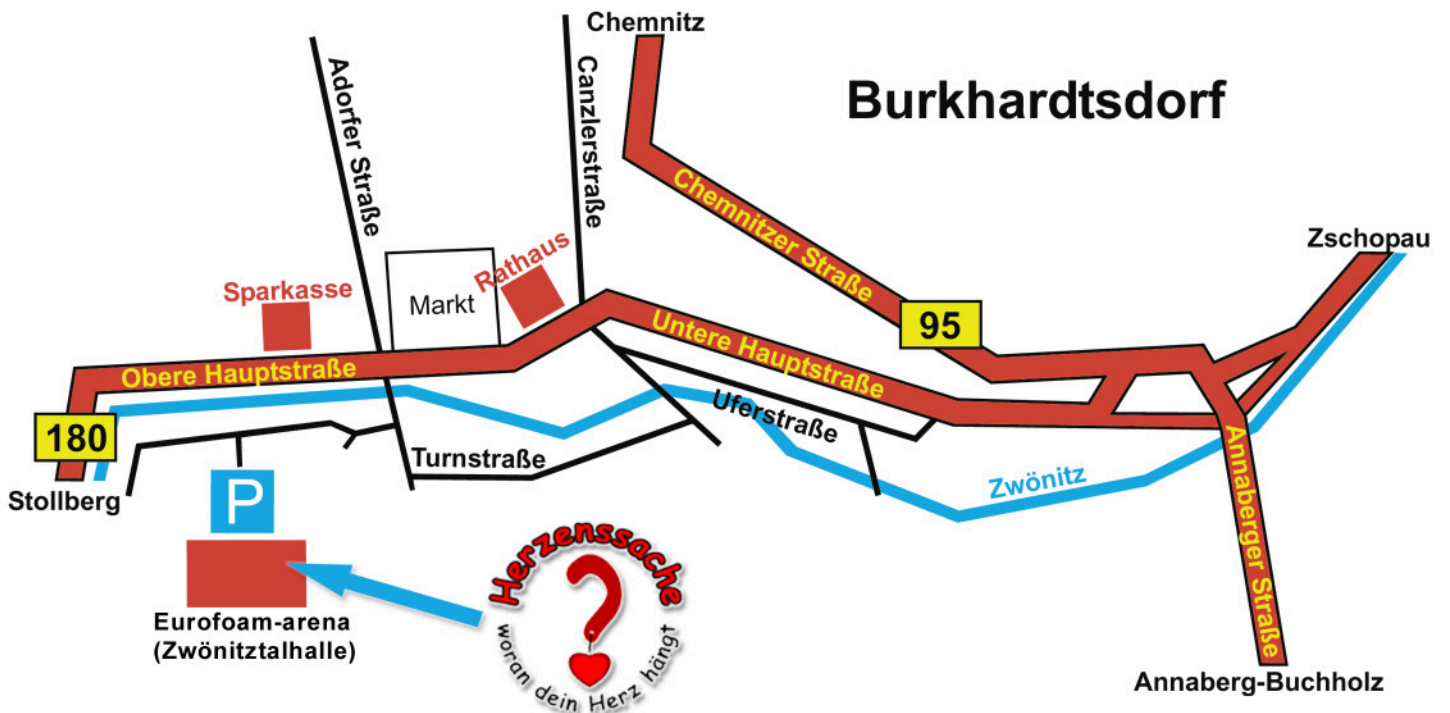 Chemnitz
Burkhardtsdorf
Adorfer Straße
Canzlerstraße
Chemnitzer Straße
Zschopau
Sparkasse
Markt
Rathaus
95
Untere Hauptstraße
Obere Hauptstraße
180
Uferstraße
Turnstraße
Zwönitz
Annaberger Straße
Stollberg
P
Herzenssache
?
woran dein Herz hängt
Eurofoam-arena
(Zwönitztalhalle)
Annaberg-Buchholz